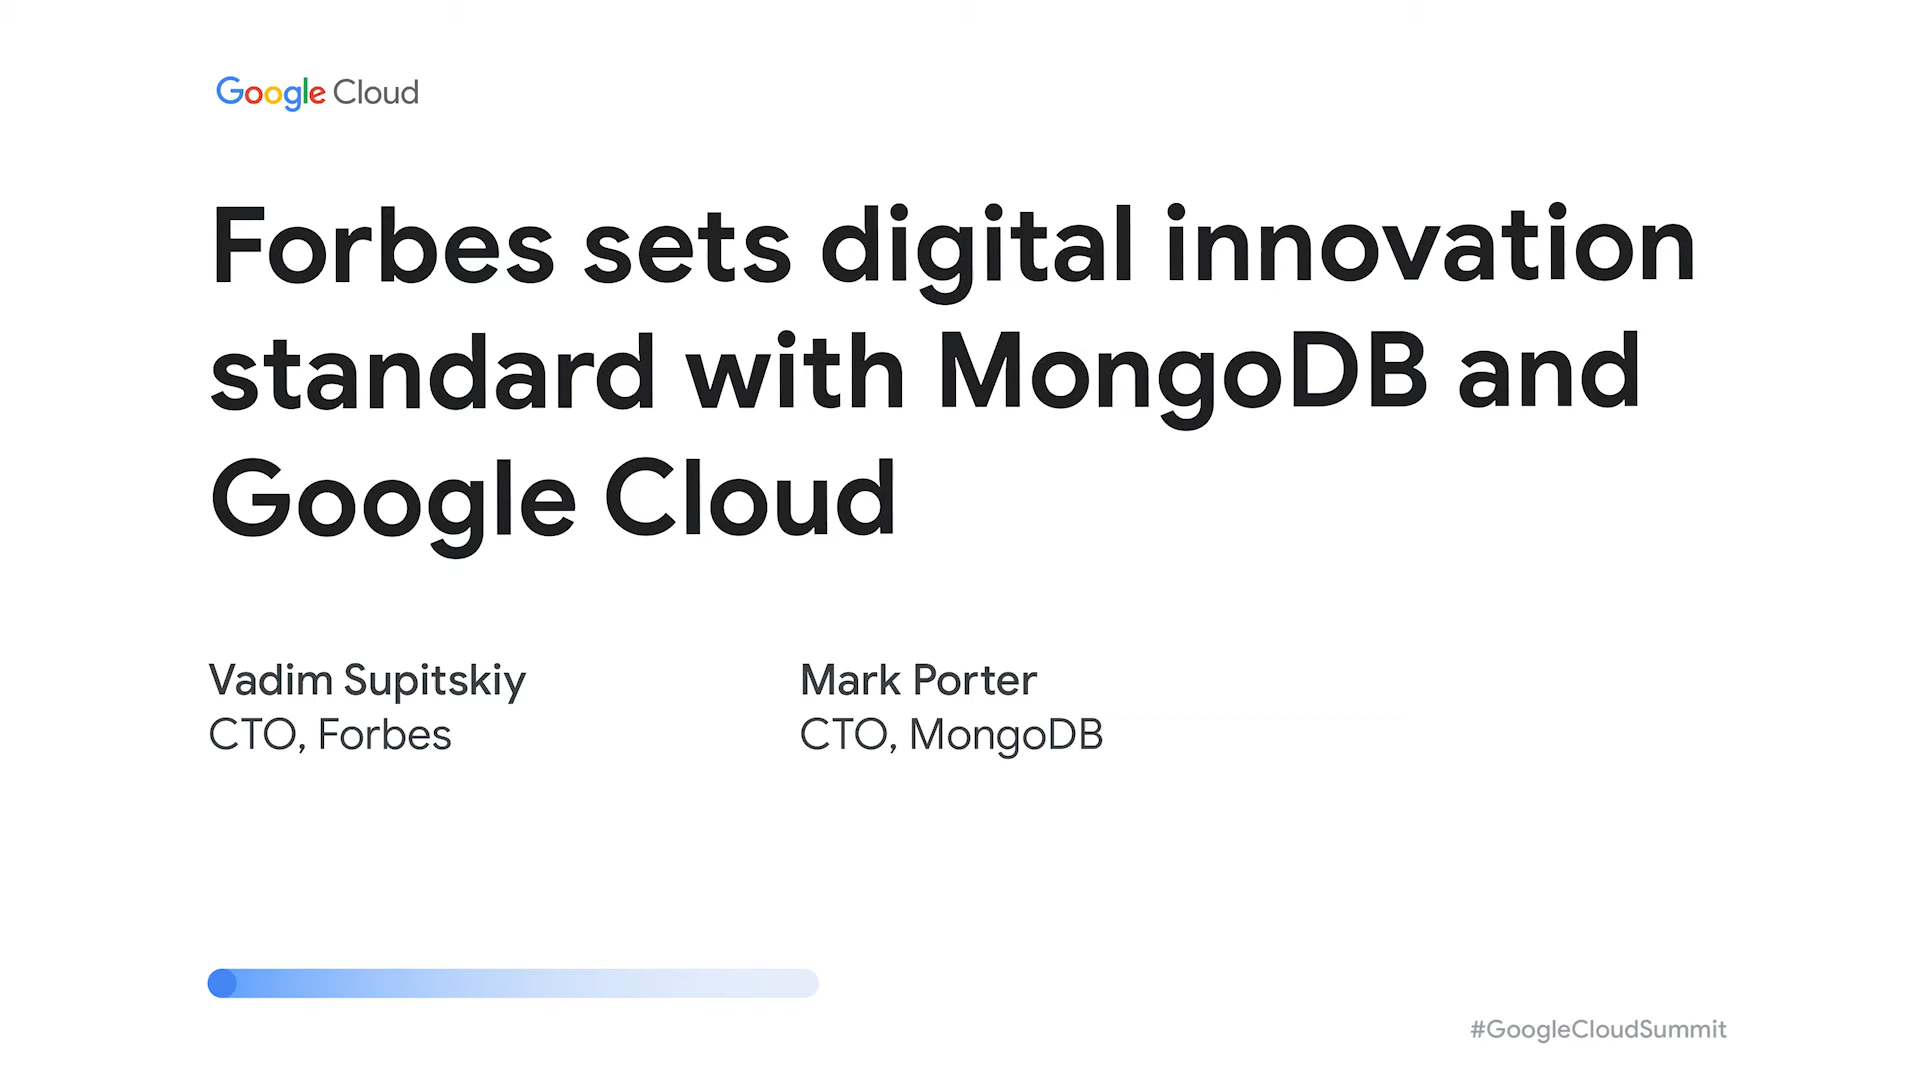 Google Cloud
Forbes sets digital innovation
standard with MongoDB and
Google Cloud
Vadim Supitskiy
CTO, Forbes
Mark Porter
CTO, MongoDB
#GoogleCloudSummit